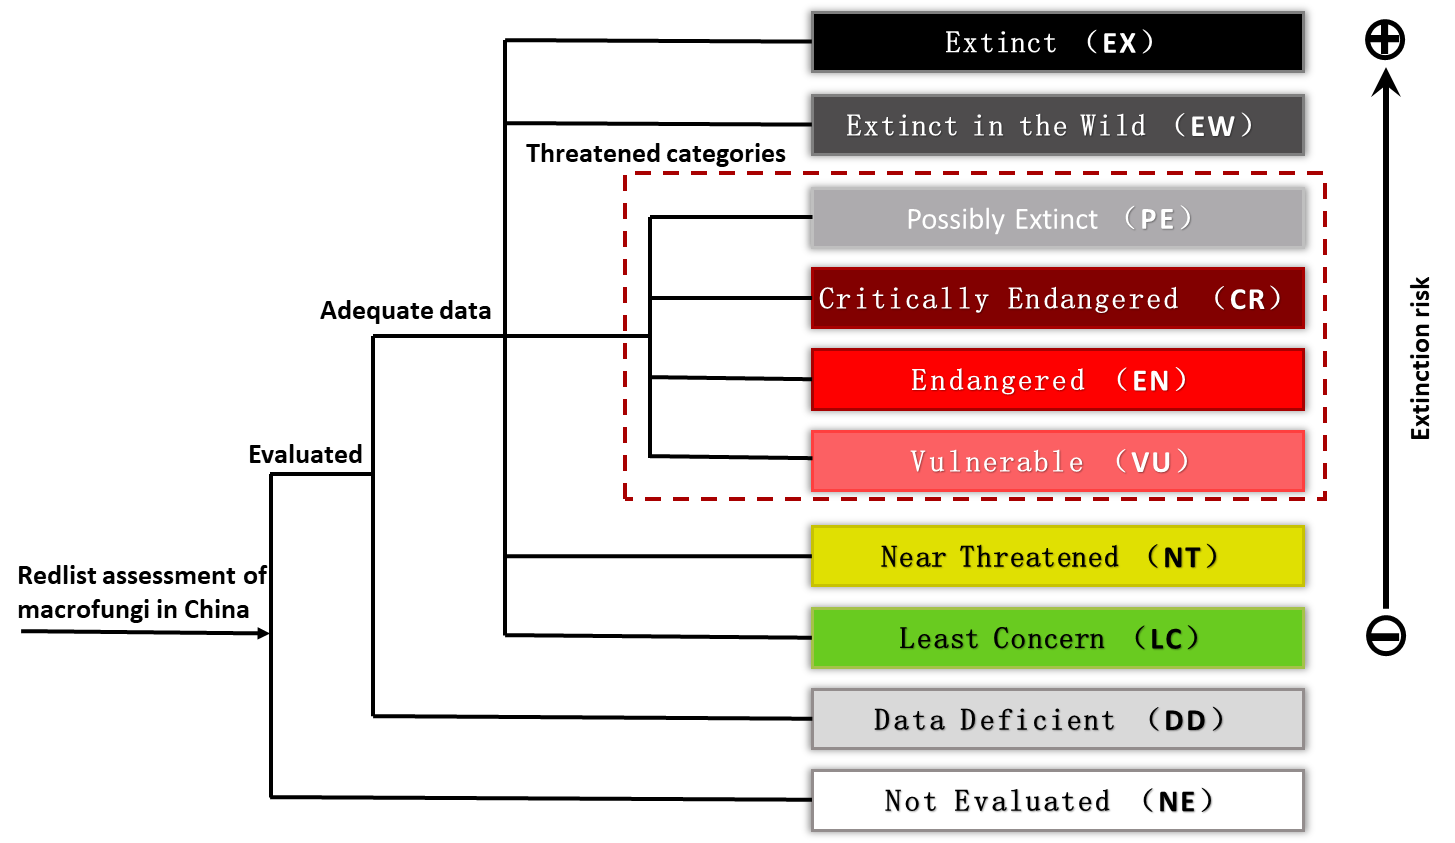 Extinct （EX）
Extinct in the Wild （EW）
Threatened categories
Possibly Extinct （PE）
Critically Endangered （CR）
Adequate data
Endangered （EN）
Extinction risk
Evaluated
Vulnerable （VU）
Near Threatened （NT）
Redlist assessment of
macrofungi in China
Least Concern （LC）
Data Deficient （DD）
Not Evaluated （NE）